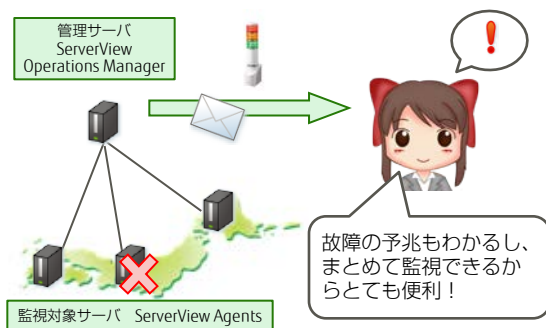 管理サーバ
ServerView
Operations Manager
故障の予兆もわかるし、
まとめて監視できるか
らとても便利！
監視対象サーバ ServerView Agents